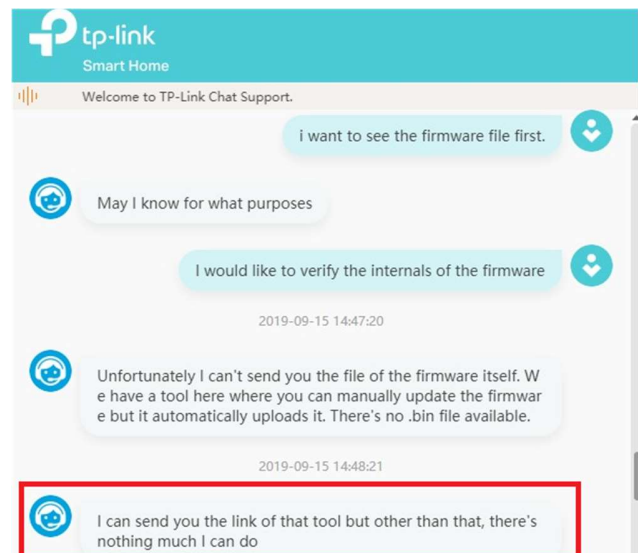 tp-link
Smart Home
Welcome to TP-Link Chat Support.
i want to see the firmware file first.
May I know for what purposes
I would like to verify the internals of the firmware
2019-09-15 14:47:20
Unfortunately I can't send you the file of the firmware itself. W
e have a tool here where you can manually update the firmwar
e but it automatically uploads it. There's no .bin file available.
2019-09-15 14:48:21
I can send you the link of that tool but other than that, there's
nothing much I can do